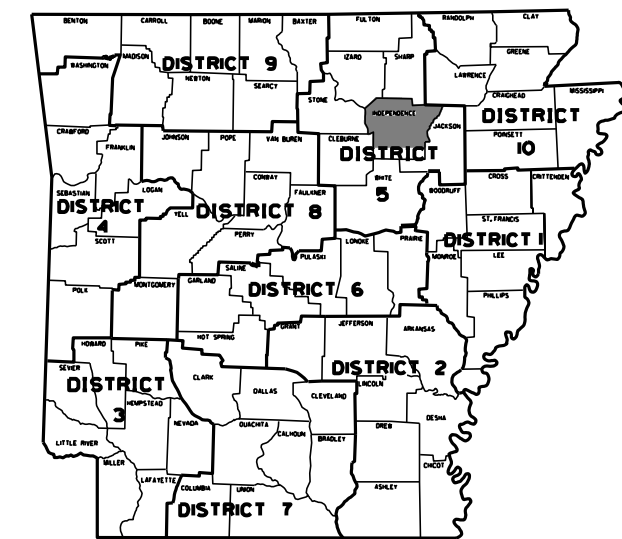 BENTON CARROLL BOONE MARION BAXTER FULTON RANDOLPH CLAY
WASHINGTON MADISON DISTRICT 9 IZARD SHARP GREENE
NEWTON SEARCY LAWRENCE
STONE CRAIGHEAD MISSISSIPPI
INDEPENDENCE JACKSON DISTRICT
CRAWFORD FRANKLIN JOHNSON POPE VAN BUREN CLEBURNE POINSETT
DISTRICT 10
LOGAN CONWAY WHITE CROSS CRITTENDEN
SEBASTIAN FAULKNER 5 WOODRUFF
DISTRICT YELL DISTRICT 8 ST. FRANCIS
4 PERRY LONOKE PRAIRIE DISTRICT 1
SCOTT PULASKI MONROE LEE
SALINE
POLK MONTGOMERY GARLAND DISTRICT 6 PHILLIPS
HOT SPRING GRANT JEFFERSON ARKANSAS
HOWARD PIKE
SEVIER CLARK DISTRICT 2
DISTRICT DALLAS CLEVELAND LINCOLN
3 HEMPSTEAD DESHA
NEVADA OUACHITA CALHOUN DREW
LITTLE RIVER BRADLEY
MILLER CHICOT
LAFAYETTE COLUMBIA UNION ASHLEY
DISTRICT 7